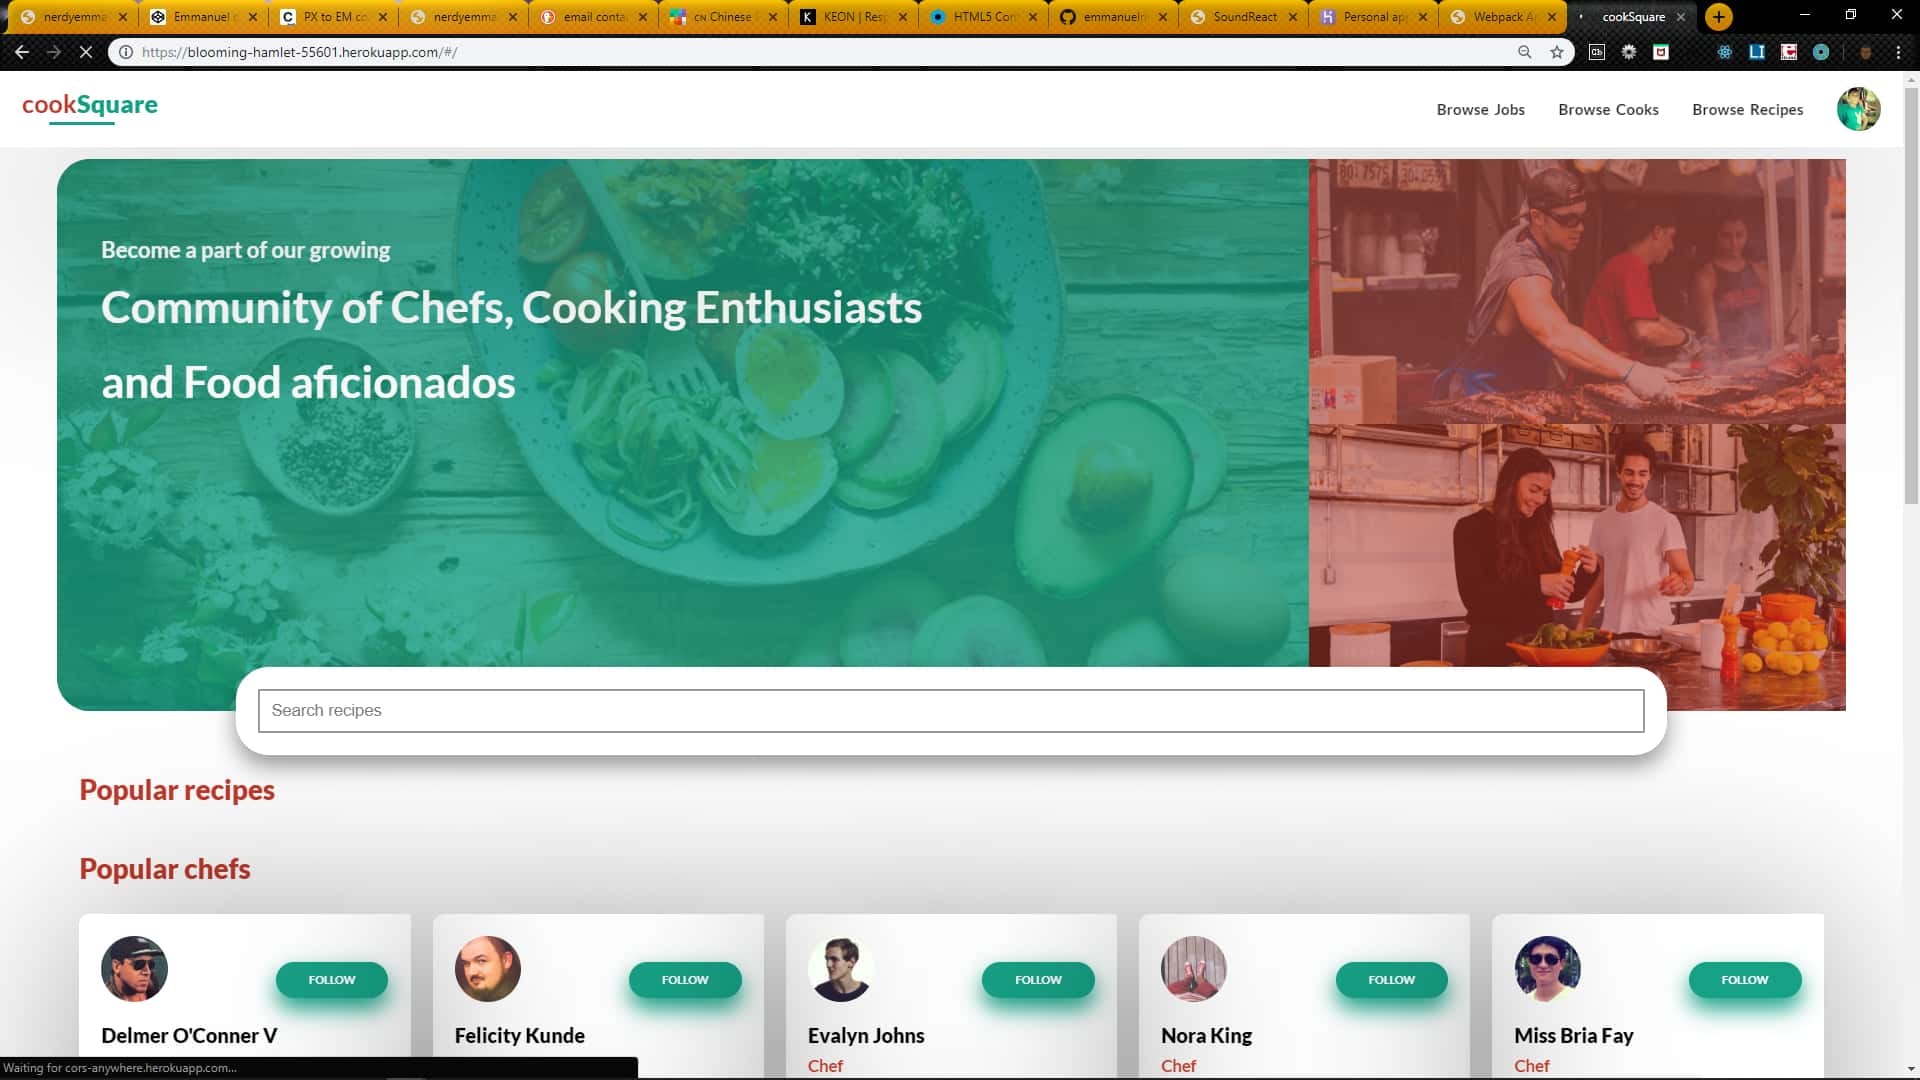 nerdyemma
Emmanuel
PX to EM co
nerdyemma
email conta
CN Chinese
KEON | Resp
HTML5 Con
emmanueln
SoundReact
Personal ap
Webpack A
cookSquare
https://blooming-hamlet-55601.herokuapp.com/#/
cookSquare
Browse Jobs
Browse Cooks
Browse Recipes
Become a part of our growing
Community of Chefs, Cooking Enthusiasts
and Food aficionados
Search recipes
Popular recipes
Popular chefs
FOLLOW
FOLLOW
FOLLOW
FOLLOW
FOLLOW
Delmer O'Conner V
Felicity Kunde
Evalyn Johns
Nora King
Miss Bria Fay
Chef
Chef
Chef
Waiting for cors-anywhere.herokuapp.com...